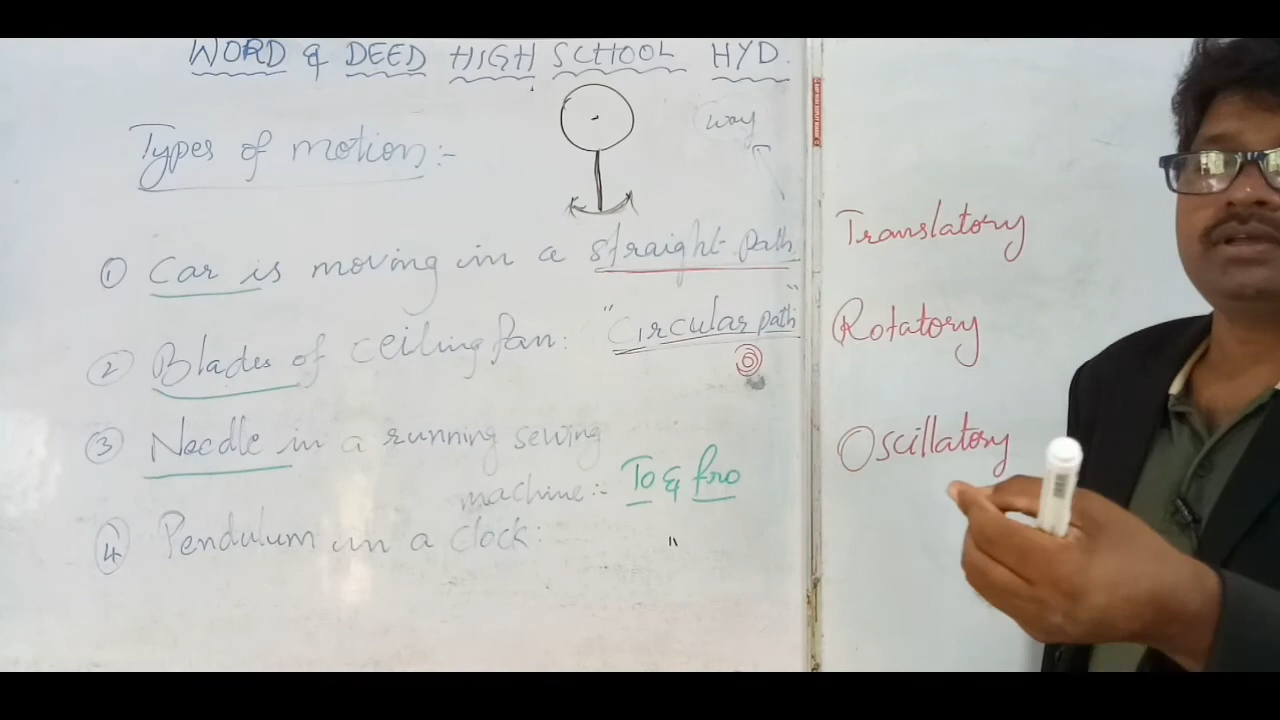 WORD & DEED HIGH SCHOOL HYD.
Types of motion:-
way
① Car is moving in a straight path
Translatory
② Blades of ceiling fan: "Circular path"
Rotatory
③ Needle in a running sewing
machine:- To & fro
Oscillatory
④ Pendulum in a clock: "